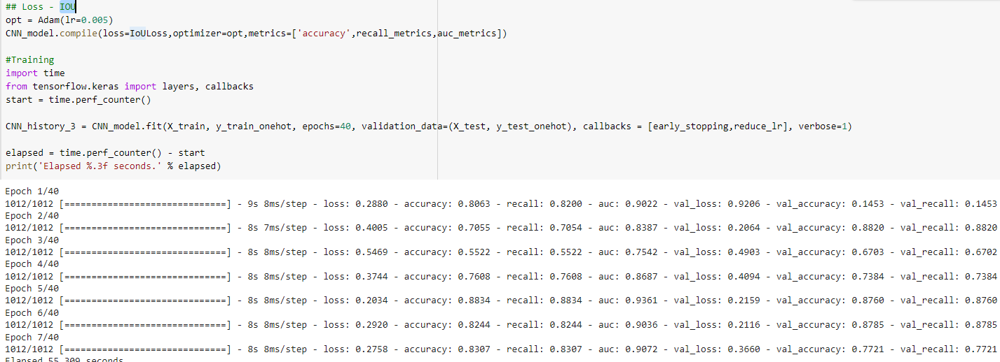 ## Loss - IOU
opt = Adam(lr=0.005)
CNN_model.compile(loss=IoULoss,optimizer=opt,metrics=['accuracy',recall_metrics,auc_metrics])
#Training
import time
from tensorflow.keras import layers, callbacks
start = time.perf_counter()
CNN_history_3 = CNN_model.fit(X_train, y_train_onehot, epochs=40, validation_data=(X_test, y_test_onehot), callbacks = [early_stopping,reduce_lr], verbose=1)
elapsed = time.perf_counter() - start
print('Elapsed %.3f seconds.' % elapsed)
Epoch 1/40
1012/1012 [==============================] - 9s 8ms/step - loss: 0.2880 - accuracy: 0.8063 - recall: 0.8200 - auc: 0.9022 - val_loss: 0.9206 - val_accuracy: 0.1453 - val_recall: 0.1453
Epoch 2/40
1012/1012 [==============================] - 8s 7ms/step - loss: 0.4005 - accuracy: 0.7055 - recall: 0.7054 - auc: 0.8387 - val_loss: 0.2064 - val_accuracy: 0.8820 - val_recall: 0.8820
Epoch 3/40
1012/1012 [==============================] - 8s 8ms/step - loss: 0.5469 - accuracy: 0.5522 - recall: 0.5522 - auc: 0.7542 - val_loss: 0.4903 - val_accuracy: 0.6703 - val_recall: 0.6702
Epoch 4/40
1012/1012 [==============================] - 8s 8ms/step - loss: 0.3744 - accuracy: 0.7608 - recall: 0.7608 - auc: 0.8687 - val_loss: 0.4094 - val_accuracy: 0.7384 - val_recall: 0.7384
Epoch 5/40
1012/1012 [==============================] - 8s 8ms/step - loss: 0.2034 - accuracy: 0.8834 - recall: 0.8834 - auc: 0.9361 - val_loss: 0.2159 - val_accuracy: 0.8760 - val_recall: 0.8760
Epoch 6/40
1012/1012 [==============================] - 8s 8ms/step - loss: 0.2920 - accuracy: 0.8244 - recall: 0.8244 - auc: 0.9036 - val_loss: 0.2116 - val_accuracy: 0.8785 - val_recall: 0.8785
Epoch 7/40
1012/1012 [==============================] - 8s 8ms/step - loss: 0.2758 - accuracy: 0.8307 - recall: 0.8307 - auc: 0.9072 - val_loss: 0.3660 - val_accuracy: 0.7721 - val_recall: 0.7721
Elapsed 55.309 seconds